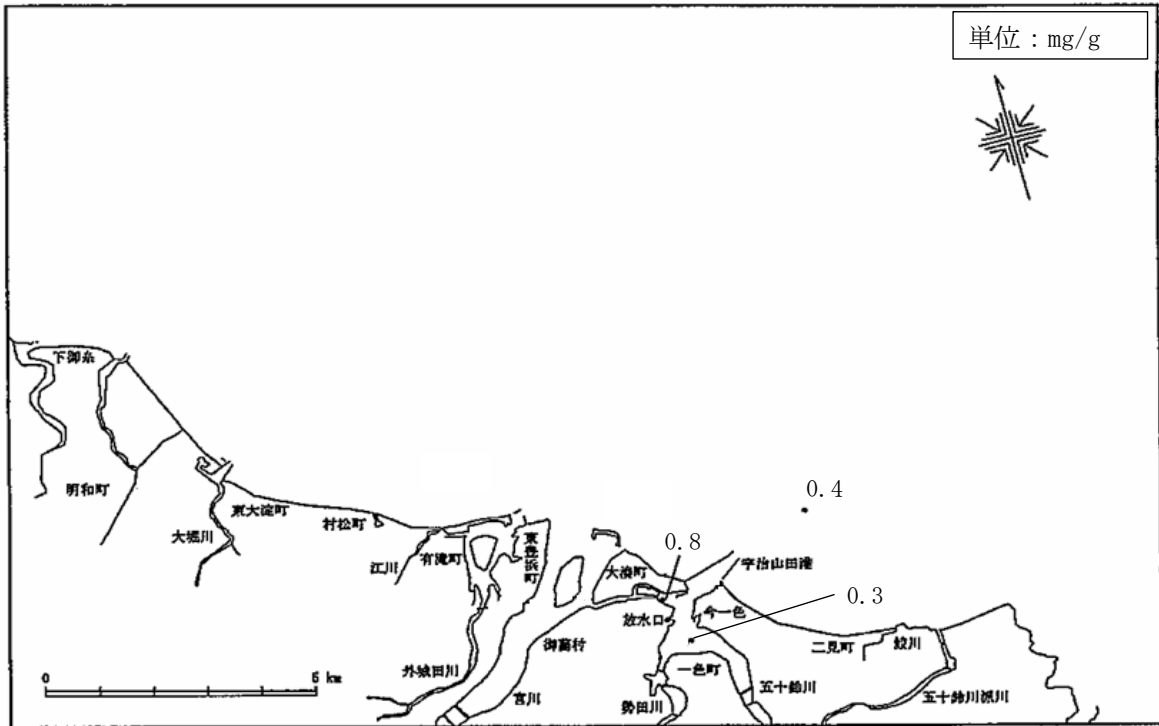 単位：mg/g
下御糸
明和町
大堀川
東大淀町
村松町
江川
有滝町
東豊浜町
0.4
0.8
大湊町
宇治山田港
放水口
今一色
0.3
二見町
鮫川
外城田川
宮川
御薗村
一色町
勢田川
五十鈴川
五十鈴川派川
0
5 km